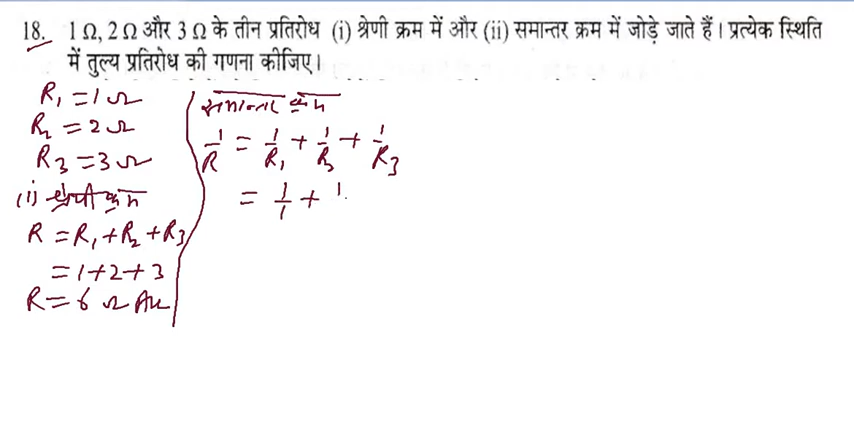 18. 1 Ω, 2 Ω और 3 Ω के तीन प्रतिरोध (i) श्रेणी क्रम में और (ii) समान्तर क्रम में जोड़े जाते हैं। प्रत्येक स्थिति
में तुल्य प्रतिरोध की गणना कीजिए।
R₁ = 1 Ω
R₂ = 2 Ω
R₃ = 3 Ω
(i) श्रेणी क्रम
R = R₁ + R₂ + R₃
= 1 + 2 + 3
R = 6 Ω Ans
समान्तर क्रम
1/R = 1/R₁ + 1/R₂ + 1/R₃
= 1/1 + 1